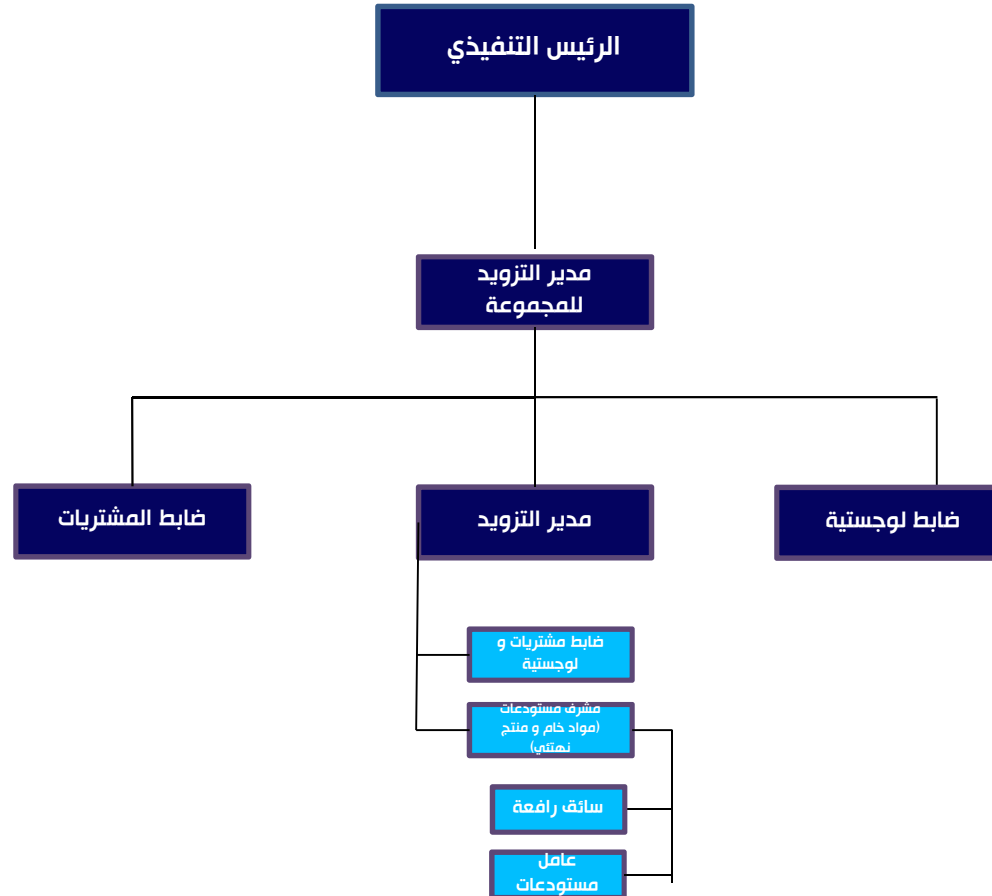 الرئيس التنفيذي
مدير التزويد
للمجموعة
ضابط لوجستية
مدير التزويد
ضابط المشتريات
ضابط مشتريات و
لوجستية
مشرف مستودعات
(مواد خام و منتج
نهتئي)
سائق رافعة
عامل
مستودعات